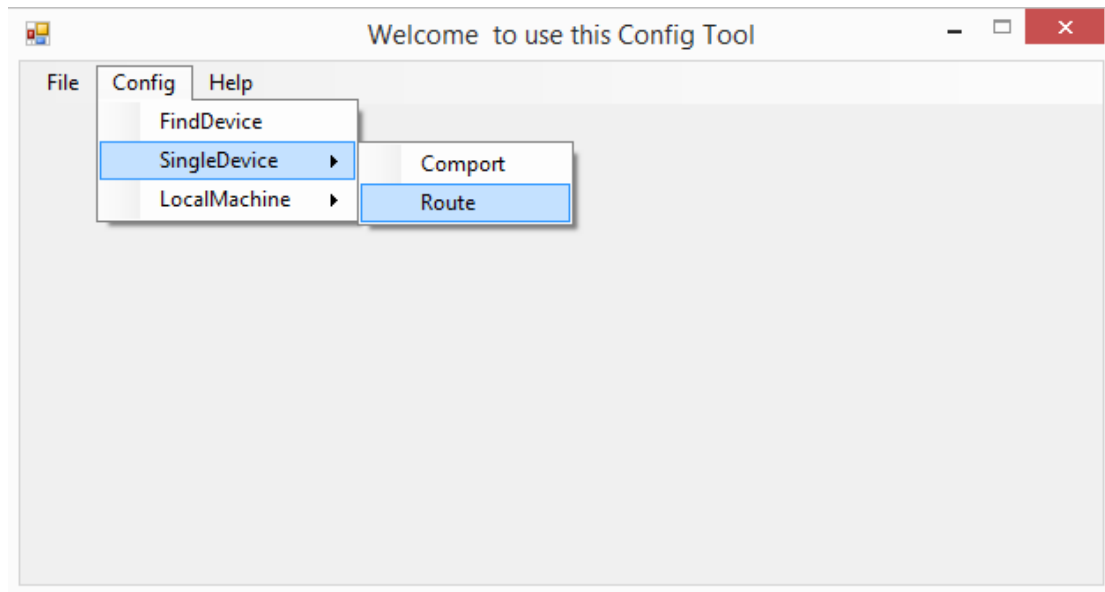 Welcome  to use this Config Tool
File Config Help
FindDevice
SingleDevice
LocalMachine
Comport
Route